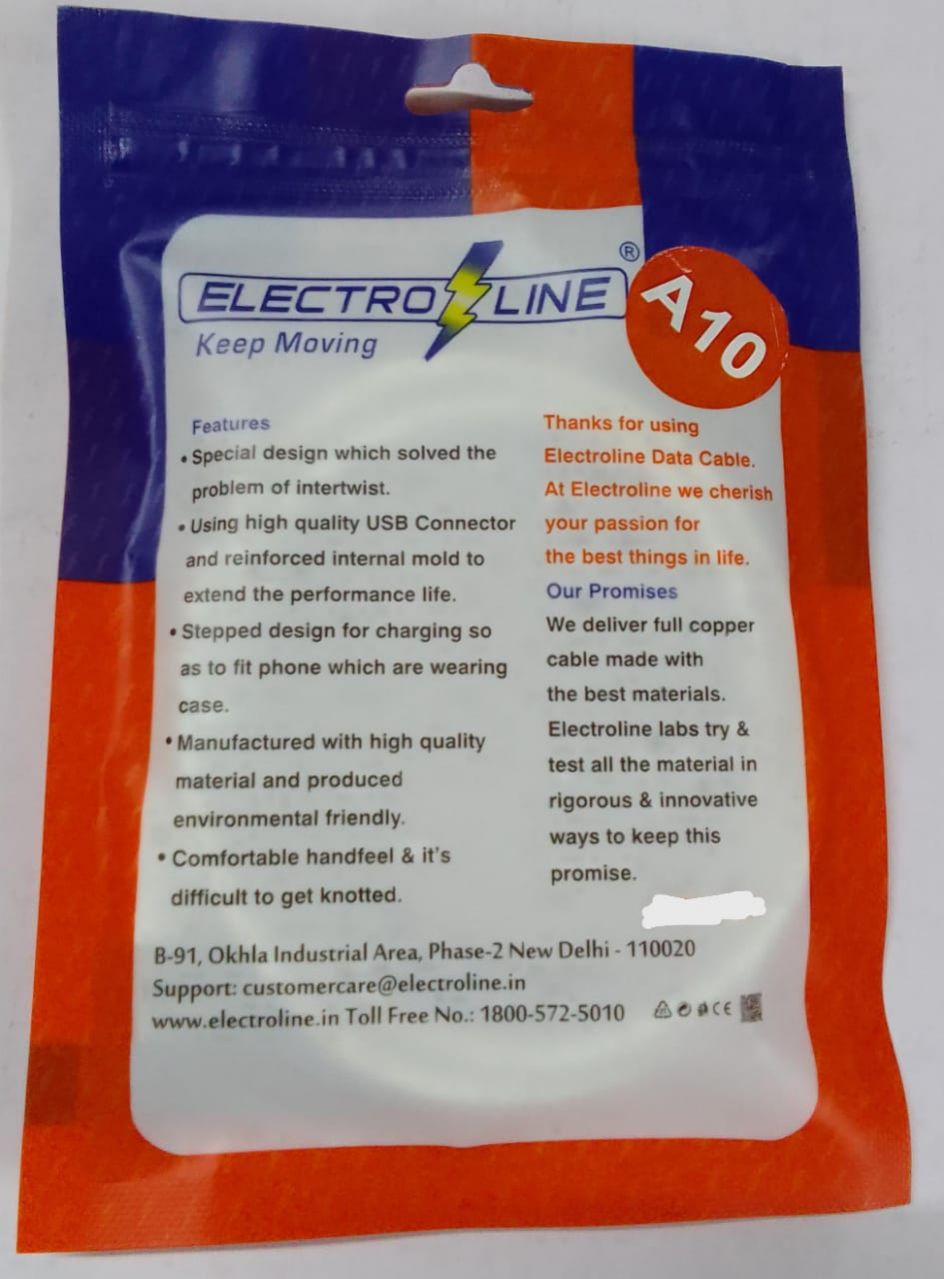 ELECTRO LINE ®
Keep Moving
A10
Features
• Special design which solved the
problem of intertwist.
• Using high quality USB Connector
and reinforced internal mold to
extend the performance life.
• Stepped design for charging so
as to fit phone which are wearing
case.
• Manufactured with high quality
material and produced
environmental friendly.
• Comfortable handfeel & it's
difficult to get knotted.
Thanks for using
Electroline Data Cable.
At Electroline we cherish
your passion for
the best things in life.
Our Promises
We deliver full copper
cable made with
the best materials.
Electroline labs try &
test all the material in
rigorous & innovative
ways to keep this
promise.
B-91, Okhla Industrial Area, Phase-2 New Delhi - 110020
Support: customercare@electroline.in
www.electroline.in Toll Free No.: 1800-572-5010 CE